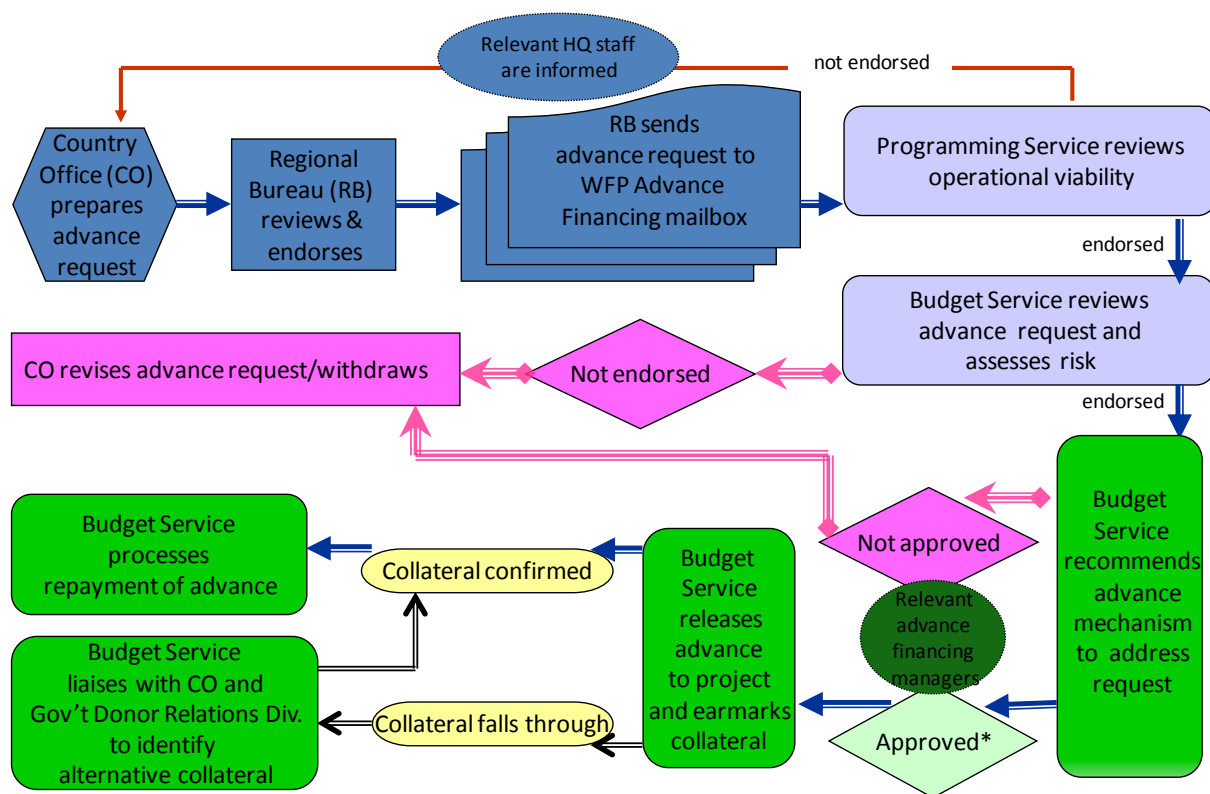 Relevant HQ staff
are informed
not endorsed
Country
Office (CO)
prepares
advance
request
Regional
Bureau (RB)
reviews &
endorses
RB sends
advance request to
WFP Advance
Financing mailbox
Programming Service reviews
operational viability
endorsed
Budget Service reviews
advance request and
assesses risk
Not endorsed
CO revises advance request/withdraws
endorsed
Budget
Service
recommends
advance
mechanism
to address
request
Not approved
Relevant
advance
financing
managers
Approved*
Budget
Service
releases
advance
to project
and earmarks
collateral
Collateral confirmed
Budget Service
processes
repayment of advance
Collateral falls through
Budget Service
liaises with CO and
Gov't Donor Relations Div.
to identify
alternative collateral